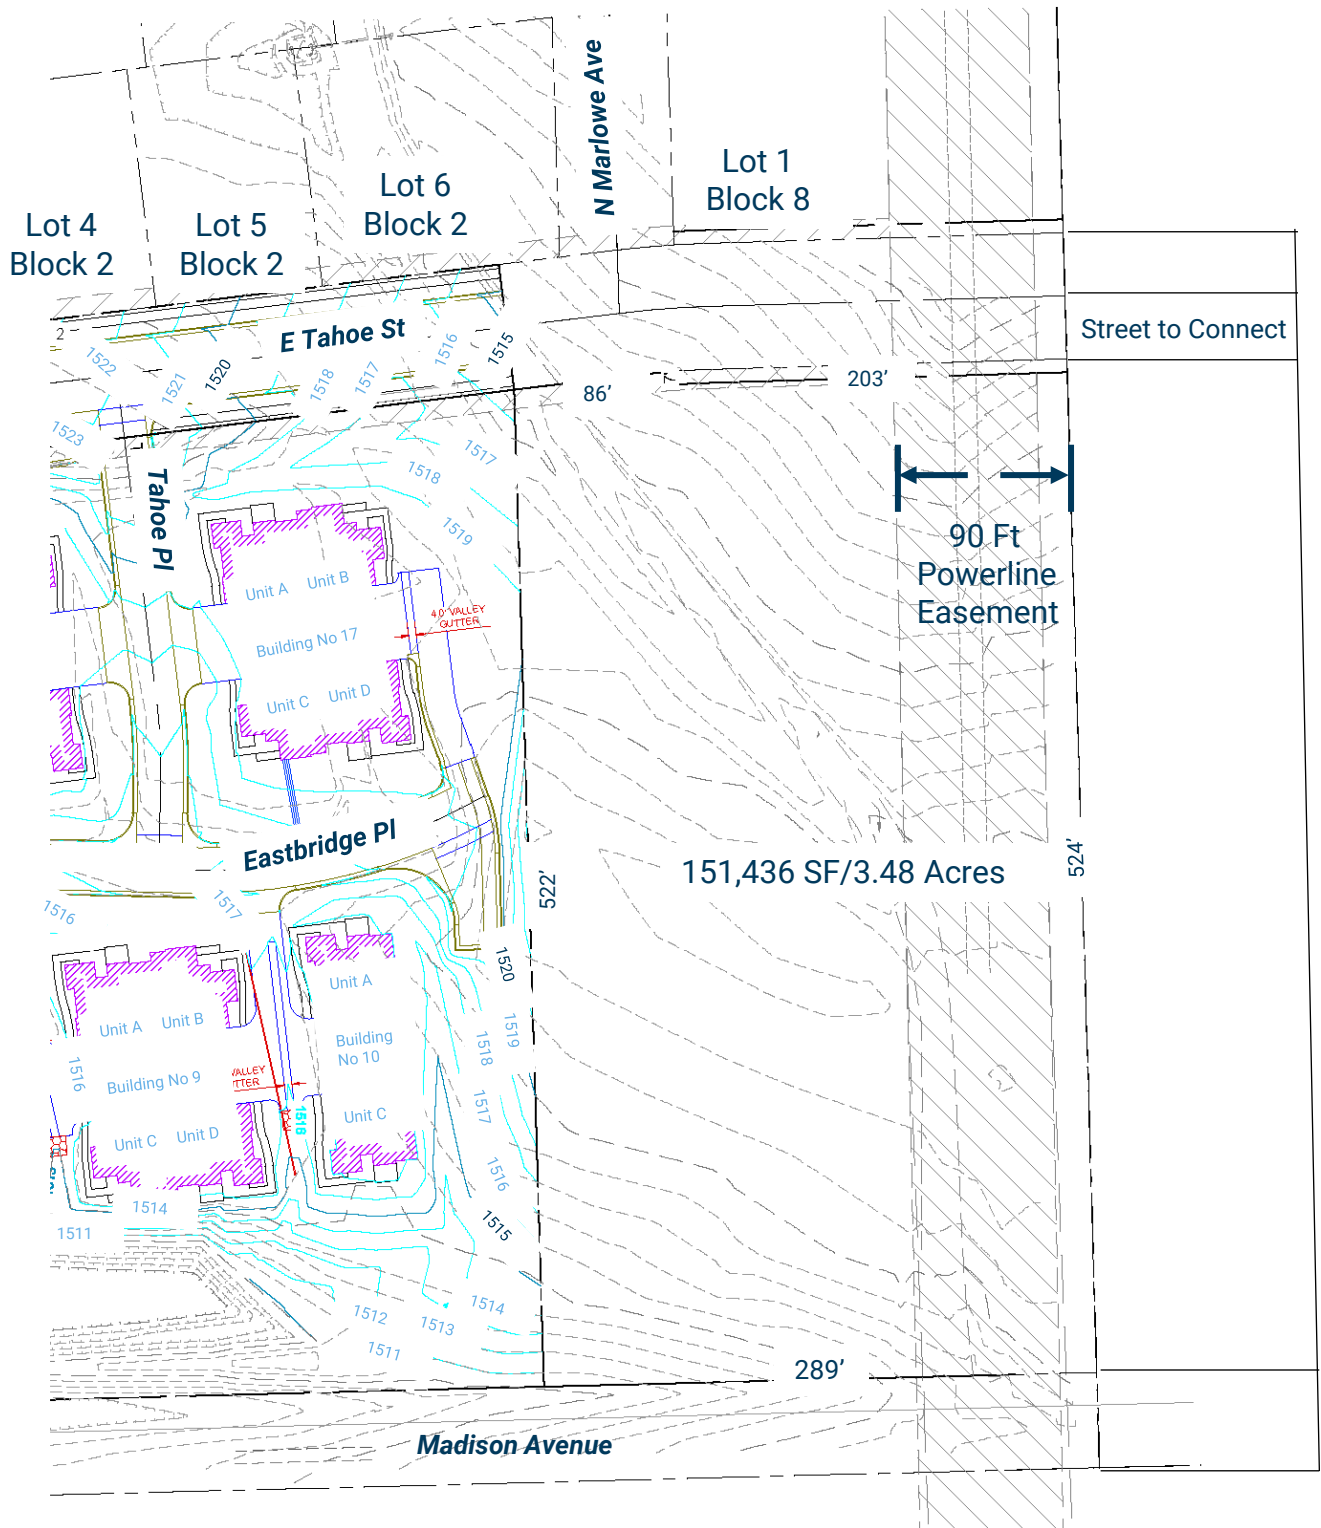 N Marlowe Ave
Lot 1
Block 8
Lot 6
Block 2
Lot 5
Block 2
Lot 4
Block 2
E Tahoe St
Street to Connect
2
1522
1521
1520
1518
1517
1516
1515
86’
203’
1523
1517
1518
1519
Tahoe Pl
90 Ft
Powerline
Easement
Unit A
Unit B
Building No 17
Unit C
Unit D
4.0' VALLEY
GUTTER
Eastbridge Pl
151,436 SF/3.48 Acres
522’
524’
1516
1517
1520
Unit A
Unit B
Building No 9
Unit C
Unit D
Unit A
Building
No 10
Unit C
VALLEY
TTER
1516
1516
1519
1518
1517
1516
1515
1514
1511
1514
1512
1513
1511
289’
Madison Avenue